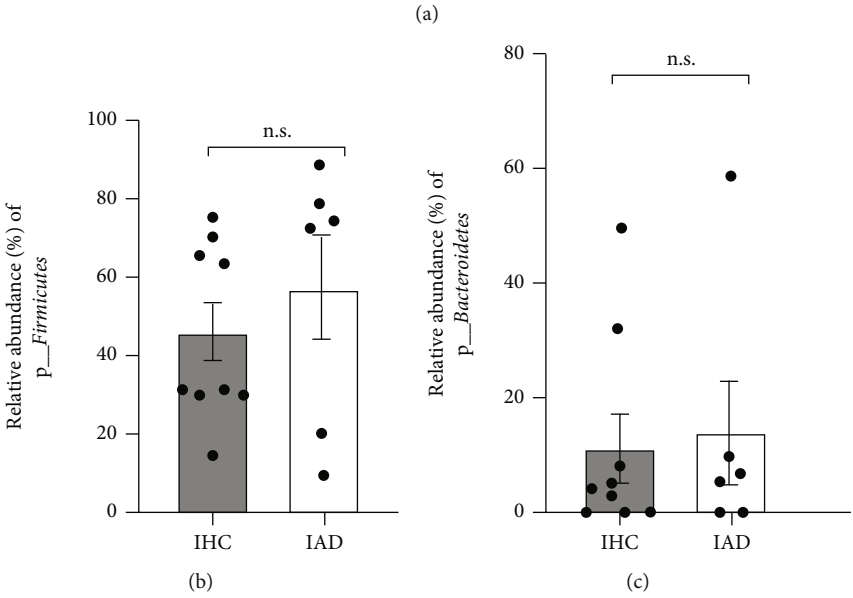 (a)
Relative abundance (%) of
p__Firmicutes
100
80
60
40
20
0
n.s.
IHC
IAD
(b)
Relative abundance (%) of
p__Bacteroidetes
80
60
40
20
0
n.s.
IHC
IAD
(c)